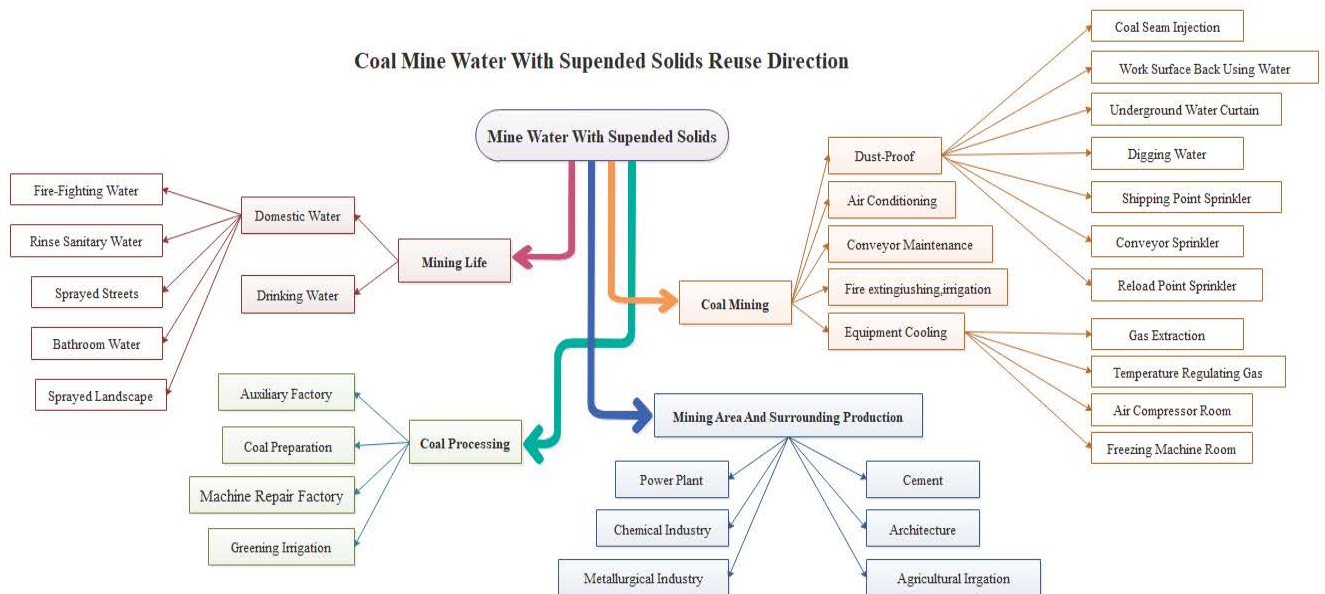 Coal Mine Water With Supended Solids Reuse Direction
Mine Water With Supended Solids
Mining Life
Domestic Water
Fire-Fighting Water
Rinse Sanitary Water
Sprayed Streets
Bathroom Water
Sprayed Landscape
Drinking Water
Coal Mining
Dust-Proof
Coal Seam Injection
Work Surface Back Using Water
Underground Water Curtain
Digging Water
Shipping Point Sprinkler
Conveyor Sprinkler
Reload Point Sprinkler
Air Conditioning
Conveyor Maintenance
Fire extingiushing,irrigation
Equipment Cooling
Gas Extraction
Temperature Regulating Gas
Air Compressor Room
Freezing Machine Room
Coal Processing
Auxiliary Factory
Coal Preparation
Machine Repair Factory
Greening Irrigation
Mining Area And Surrounding Production
Power Plant
Chemical Industry
Metallurgical Industry
Cement
Architecture
Agricultural Irrgation